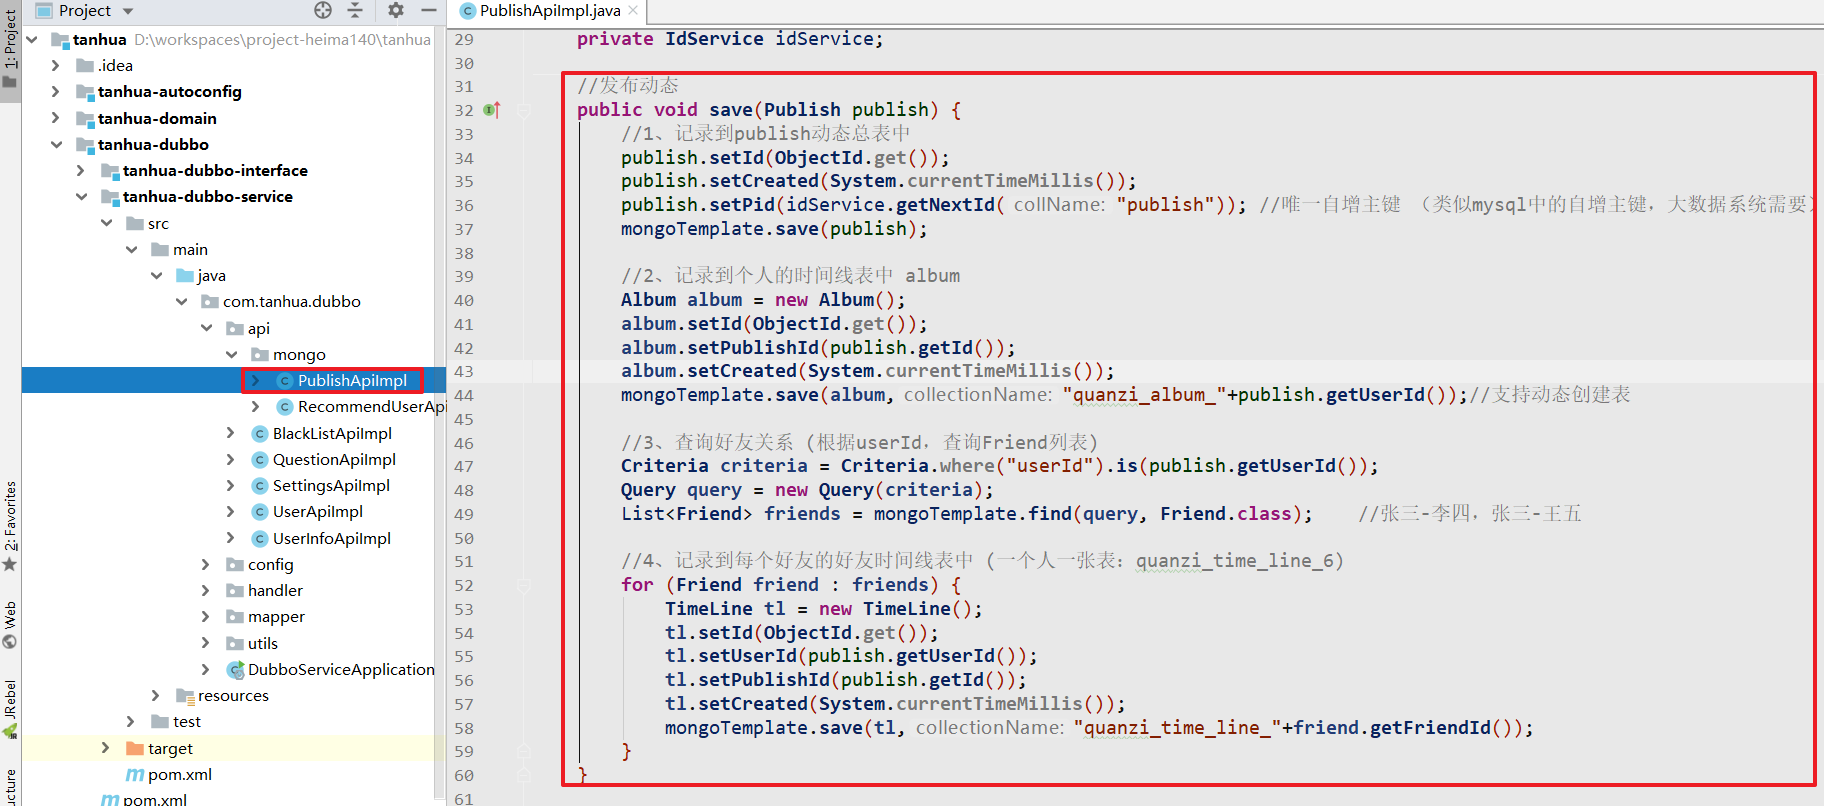 1: Project
2: Favorites
Web
JRebel
ucture
Project
tanhua D:\workspaces\project-heima140\tanhua
.idea
tanhua-autoconfig
tanhua-domain
tanhua-dubbo
tanhua-dubbo-interface
tanhua-dubbo-service
src
main
java
com.tanhua.dubbo
api
mongo
PublishApiImpl
RecommendUserApi
BlackListApiImpl
QuestionApiImpl
SettingsApiImpl
UserApiImpl
UserInfoApiImpl
config
handler
mapper
utils
DubboServiceApplication
resources
test
target
pom.xml
pom.xml
PublishApiImpl.java
29 private IdService idService;
30
31 //发布动态
32 public void save(Publish publish) {
33 //1、记录到publish动态总表中
34 publish.setId(ObjectId.get());
35 publish.setCreated(System.currentTimeMillis());
36 publish.setPid(idService.getNextId( collName: "publish")); //唯一自增主键 （类似mysql中的自增主键，大数据系统需要）
37 mongoTemplate.save(publish);
38
39 //2、记录到个人的时间线表中 album
40 Album album = new Album();
41 album.setId(ObjectId.get());
42 album.setPublishId(publish.getId());
43 album.setCreated(System.currentTimeMillis());
44 mongoTemplate.save(album, collectionName: "quanzi_album_"+publish.getUserId());//支持动态创建表
45
46 //3、查询好友关系 (根据userId，查询Friend列表)
47 Criteria criteria = Criteria.where("userId").is(publish.getUserId());
48 Query query = new Query(criteria);
49 List<Friend> friends = mongoTemplate.find(query, Friend.class); //张三-李四，张三-王五
50
51 //4、记录到每个好友的好友时间线表中 (一个人一张表：quanzi_time_line_6)
52 for (Friend friend : friends) {
53 TimeLine tl = new TimeLine();
54 tl.setId(ObjectId.get());
55 tl.setUserId(publish.getUserId());
56 tl.setPublishId(publish.getId());
57 tl.setCreated(System.currentTimeMillis());
58 mongoTemplate.save(tl, collectionName: "quanzi_time_line_"+friend.getFriendId());
59 }
60 }
61